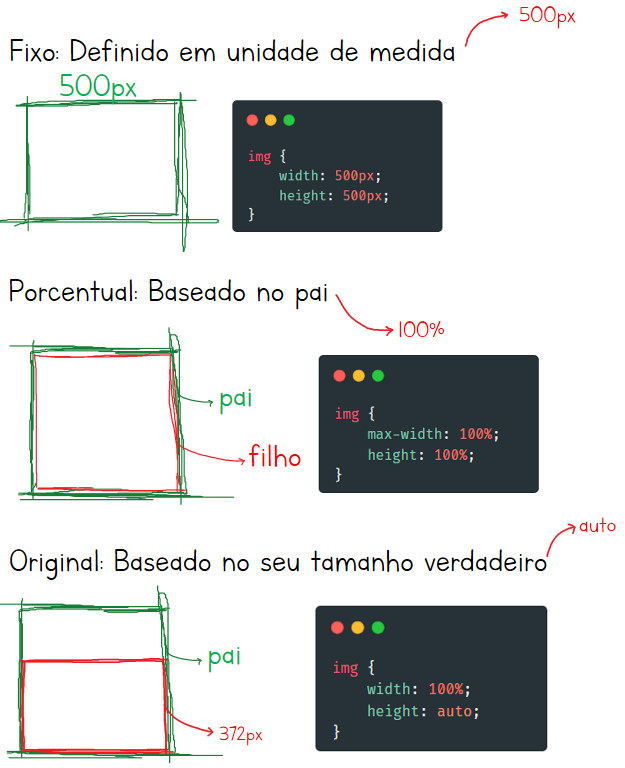 500px
Fixo: Definido em unidade de medida
500px
img {
width: 500px;
height: 500px;
}
Porcentual: Baseado no pai
100%
pai
filho
img {
max-width: 100%;
height: 100%;
}
auto
Original: Baseado no seu tamanho verdadeiro
pai
372px
img {
width: 100%;
height: auto;
}